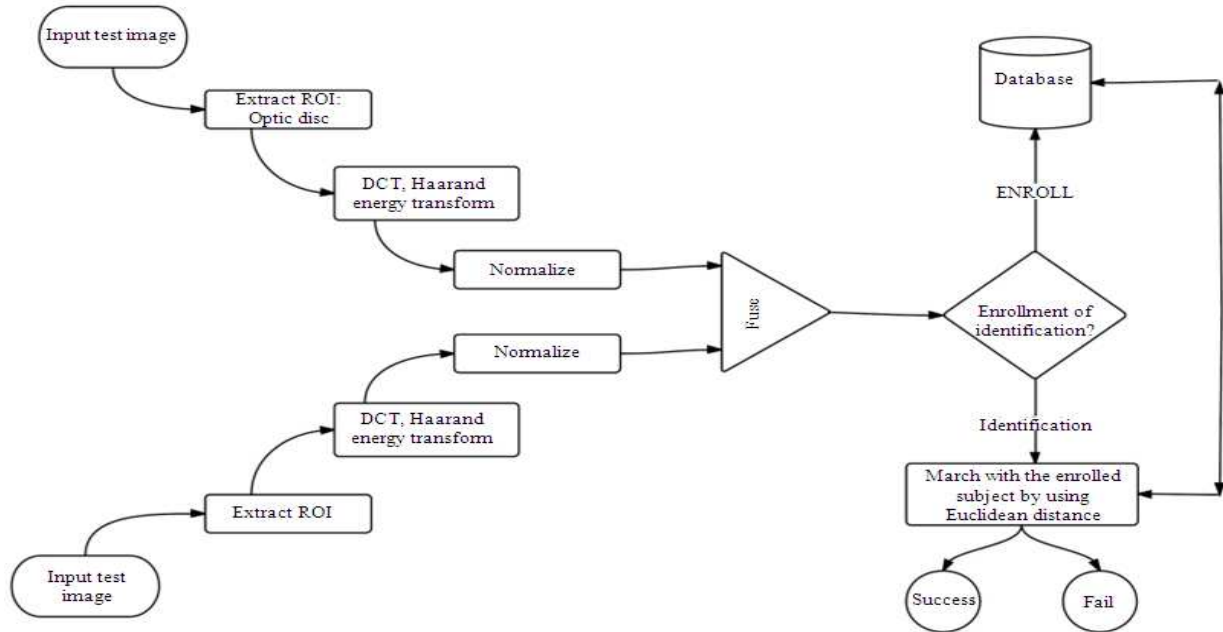 Input test image
Extract ROI:
Optic disc
DCT, Haarand
energy transform
Normalize
Normalize
DCT, Haarand
energy transform
Extract ROI
Input test
image
Fuse
Enrollment of
identification?
ENROLL
Database
Identification
March with the enrolled
subject by using
Euclidean distance
Success
Fail